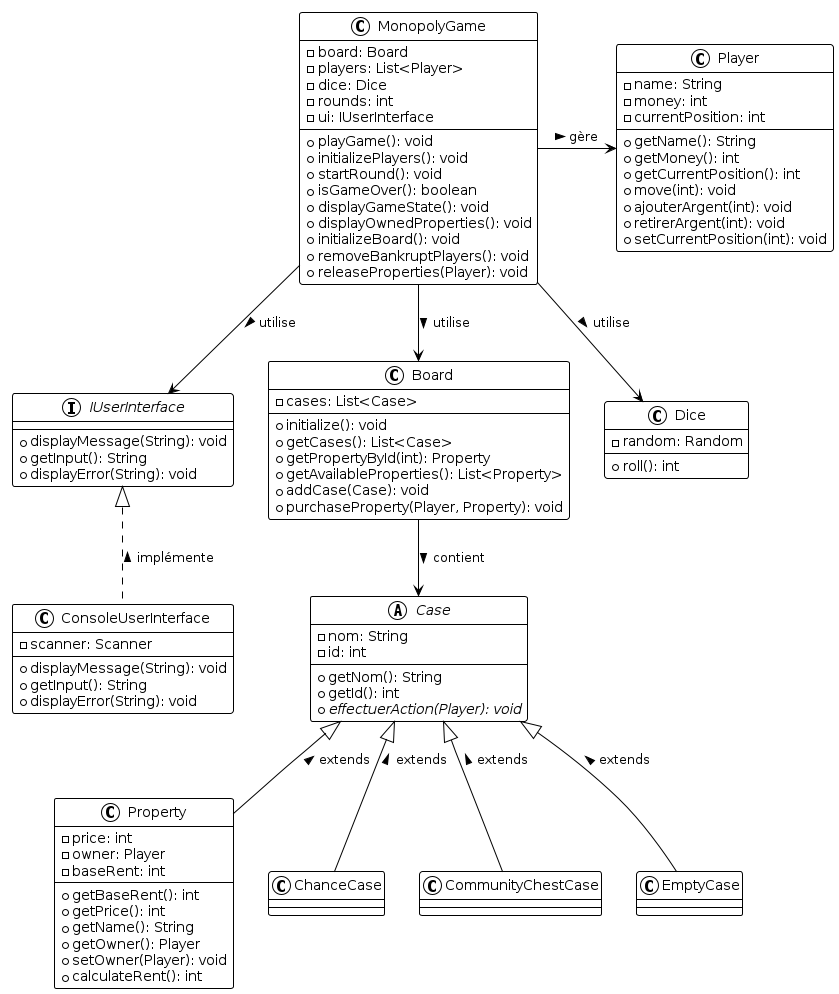 C MonopolyGame
board: Board
players: List<Player>
dice: Dice
rounds: int
ui: IUserInterface
playGame(): void
initializePlayers(): void
startRound(): void
isGameOver(): boolean
displayGameState(): void
displayOwnedProperties(): void
initializeBoard(): void
removeBankruptPlayers(): void
releaseProperties(Player): void
gère
C Player
name: String
money: int
currentPosition: int
getName(): String
getMoney(): int
getCurrentPosition(): int
move(int): void
ajouterArgent(int): void
retirerArgent(int): void
setCurrentPosition(int): void
utilise
utilise
utilise
I IUserInterface
displayMessage(String): void
getInput(): String
displayError(String): void
C Board
cases: List<Case>
initialize(): void
getCases(): List<Case>
getPropertyById(int): Property
getAvailableProperties(): List<Property>
addCase(Case): void
purchaseProperty(Player, Property): void
C Dice
random: Random
roll(): int
implémente
contient
C ConsoleUserInterface
scanner: Scanner
displayMessage(String): void
getInput(): String
displayError(String): void
A Case
nom: String
id: int
getNom(): String
getId(): int
effectuerAction(Player): void
extends
extends
extends
extends
C Property
price: int
owner: Player
baseRent: int
getBaseRent(): int
getPrice(): int
getName(): String
getOwner(): Player
setOwner(Player): void
calculateRent(): int
C ChanceCase
C CommunityChestCase
C EmptyCase